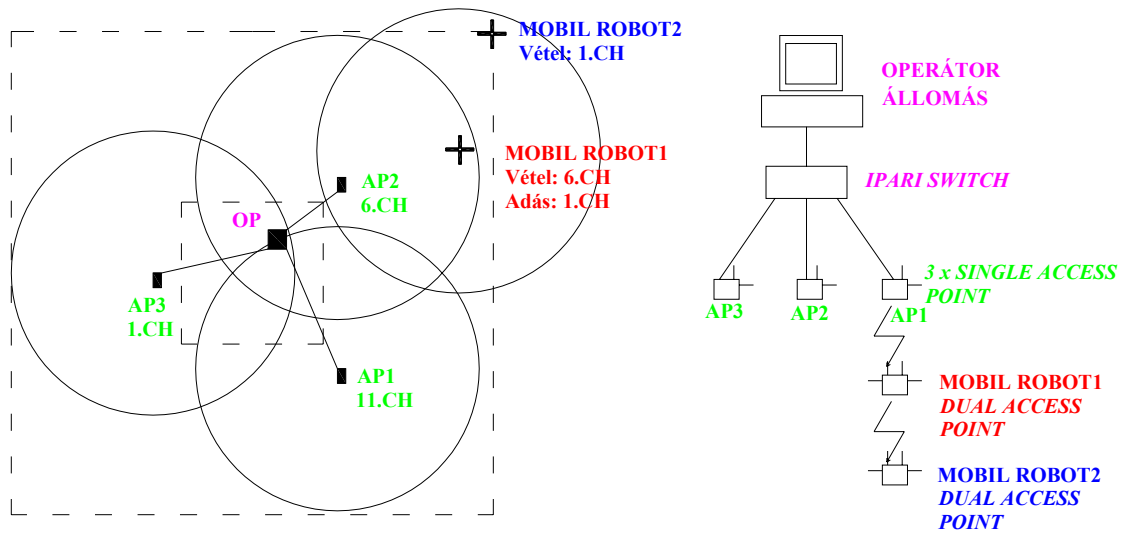 MOBIL ROBOT2
Vétel: 1.CH
MOBIL ROBOT1
Vétel: 6.CH
Adás: 1.CH
AP2
6.CH
OP
AP3
1.CH
AP1
11.CH
OPERÁTOR
ÁLLOMÁS
IPARI SWITCH
3 x SINGLE ACCESS
POINT
AP3
AP2
AP1
MOBIL ROBOT1
DUAL ACCESS
POINT
MOBIL ROBOT2
DUAL ACCESS
POINT